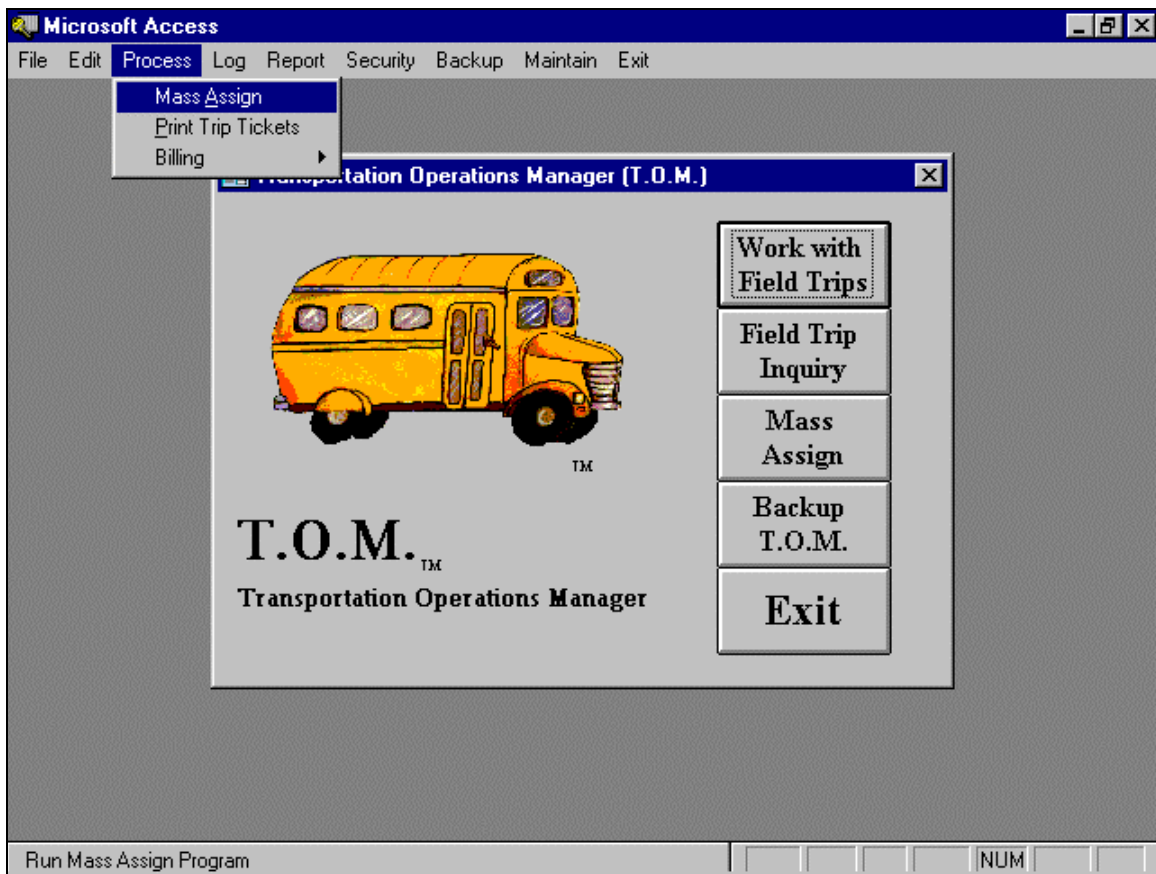 Microsoft Access
File Edit Process Log Report Security Backup Maintain Exit
Mass Assign
Print Trip Tickets
Billing
Transportation Operations Manager (T.O.M.)
Work with
Field Trips
Field Trip
Inquiry
Mass
Assign
Backup
T.O.M.
Exit
TM
T.O.M.TM
Transportation Operations Manager
Run Mass Assign Program
NUM